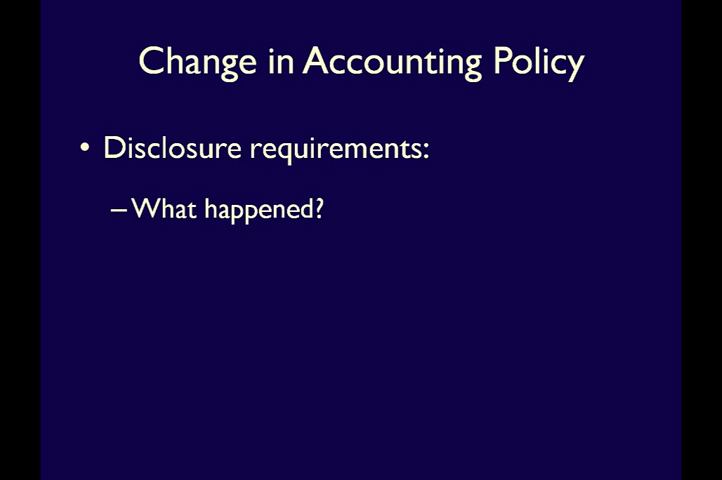 Change in Accounting Policy
• Disclosure requirements:
– What happened?